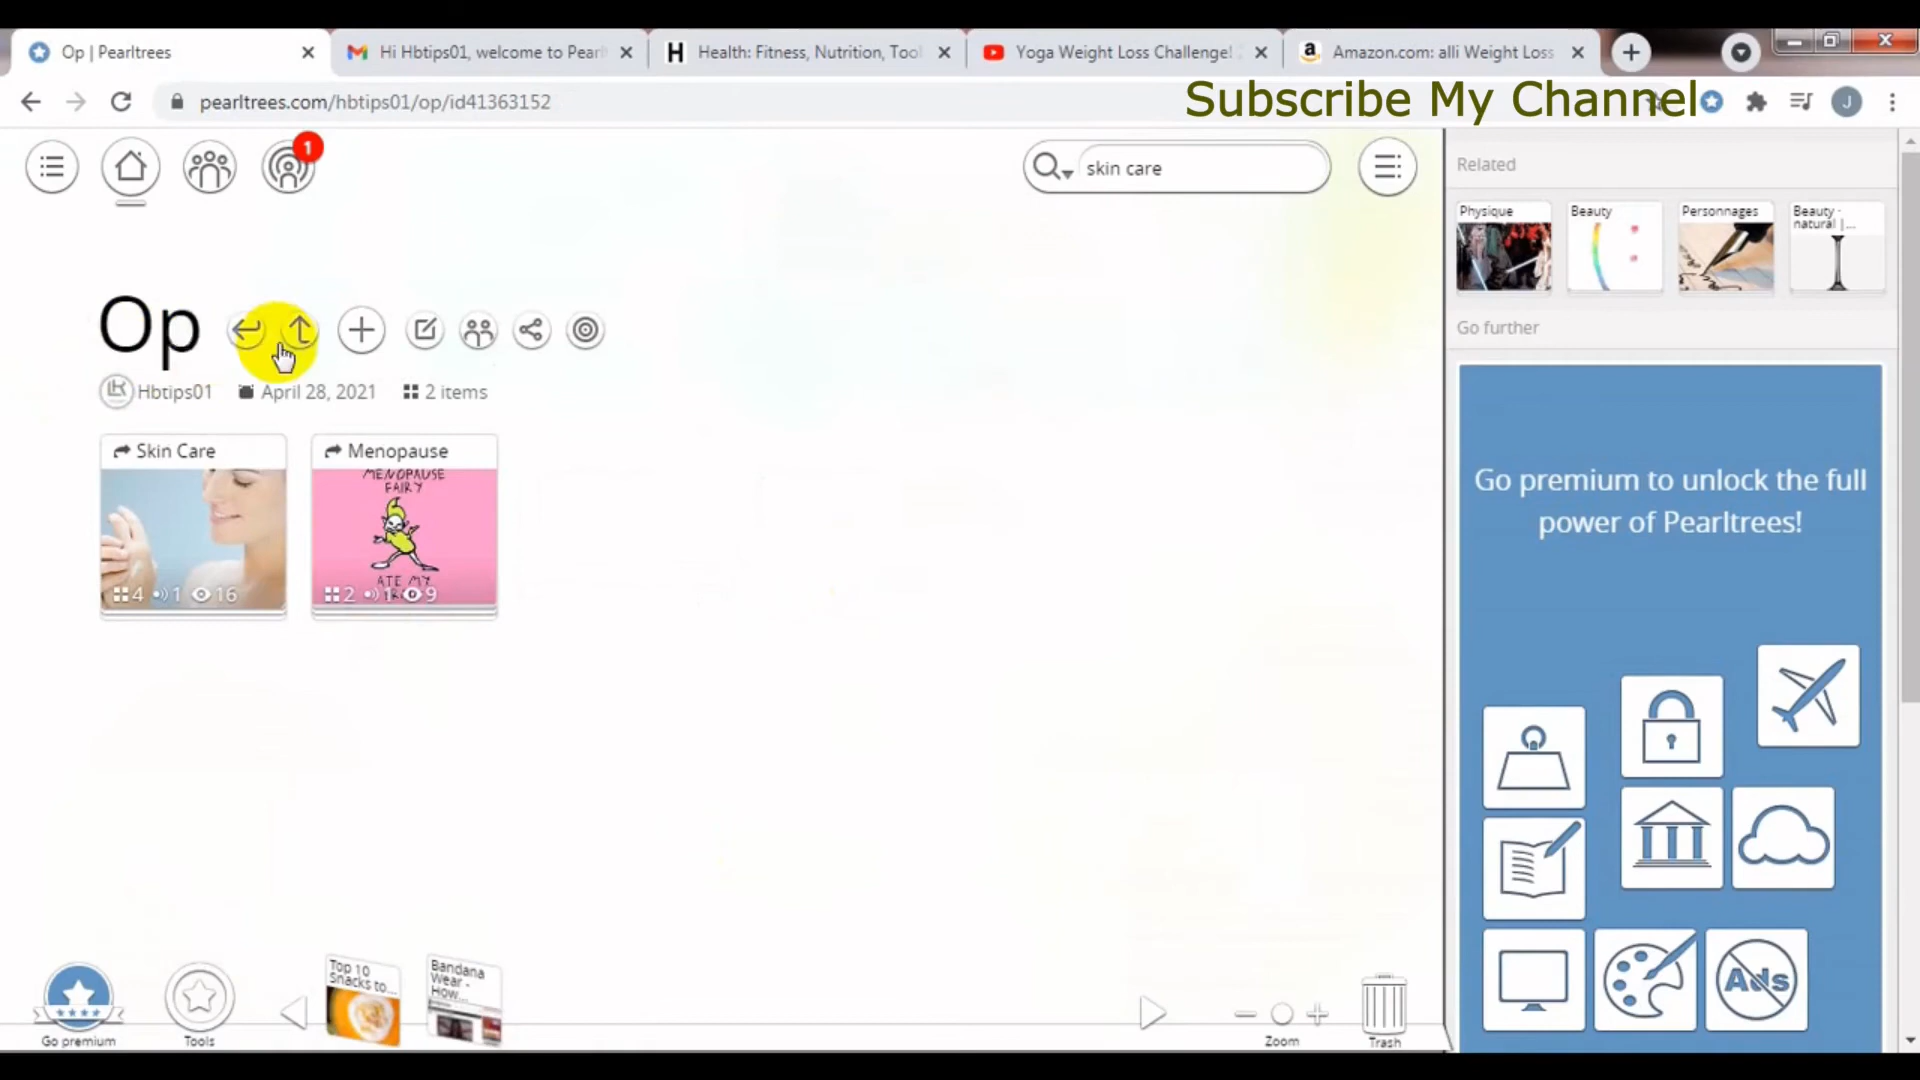 Op | Pearltrees
Hi Hbtips01, welcome to Pearl
Health: Fitness, Nutrition, Tool
Yoga Weight Loss Challenge!
Amazon.com: alli Weight Loss
pearltrees.com/hbtips01/op/id41363152
Subscribe My Channel
J
1
skin care
Related
Physique
Beauty
Personnages
Beauty - natural |...
Go further
Op
Hbtips01
April 28, 2021
2 items
Skin Care
Menopause
MENOPAUSE
FAIRY
ATE MY
4
1
16
2
9
Go premium to unlock the full
power of Pearltrees!
Ads
Top 10
Snacks to...
Bandana
Wear -
How...
Go premium
Tools
Zoom
Trash